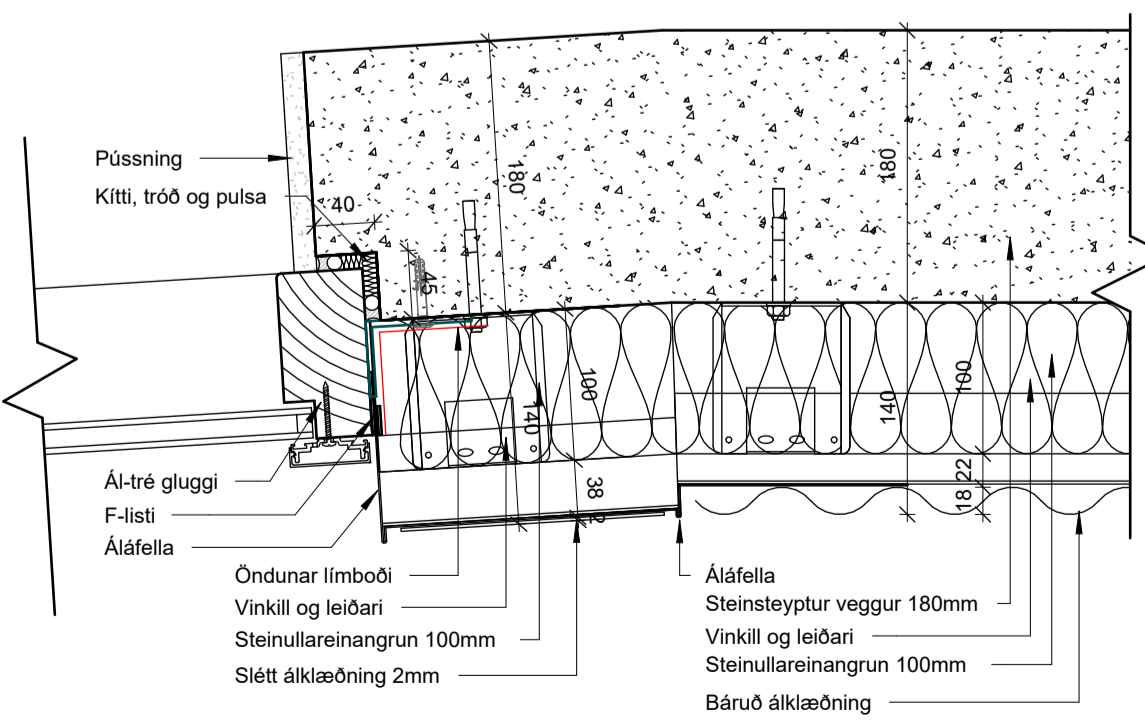 Pússning
Kítti, tróð og pulsa
40
180
180
45
100
140
38
2
100
140
22
18
Ál-tré gluggi
F-listi
Áláfella
Öndunar límboði
Vinkill og leiðari
Steinullareinangrun 100mm
Slétt álklæðning 2mm
Áláfella
Steinsteyptur veggur 180mm
Vinkill og leiðari
Steinullareinangrun 100mm
Báruð álklæðning